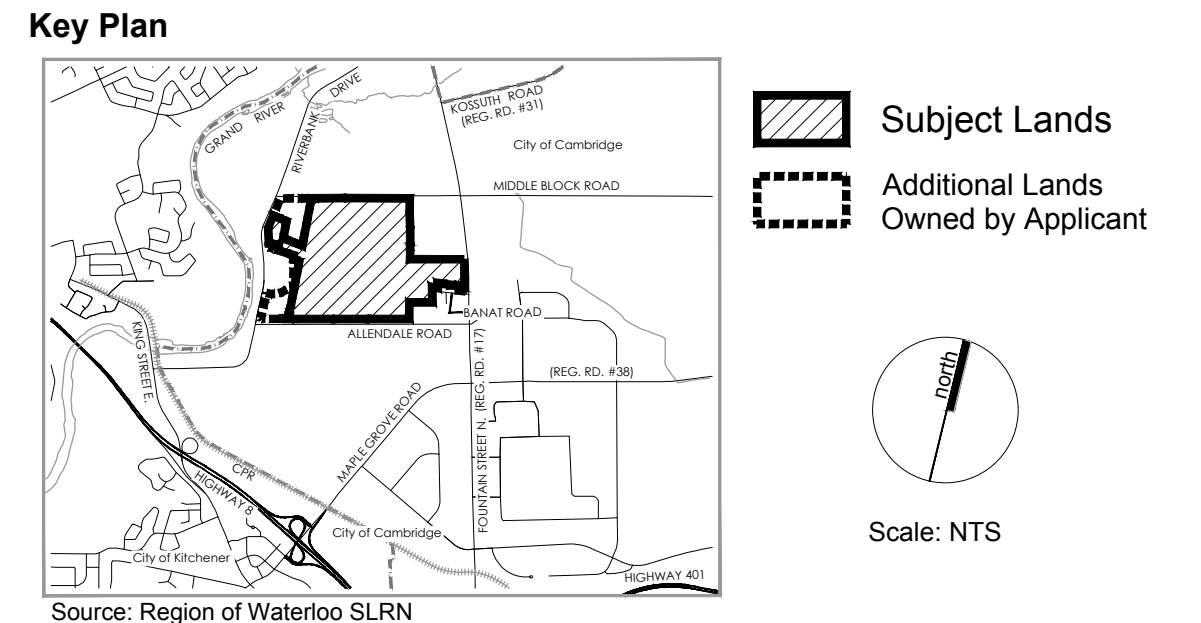 Key Plan
GRAND RIVER
RIVERBANK DRIVE
KOSSUTH ROAD
(REG. RD. #31)
City of Cambridge
MIDDLE BLOCK ROAD
BANAT ROAD
ALLENDALE ROAD
KING STREET E.
FOUNTAIN STREET N. (REG. RD. #17)
(REG. RD. #38)
MAPLE GROVE ROAD
CPR
HIGHWAY 8
City of Cambridge
City of Kitchener
HIGHWAY 401
Source: Region of Waterloo SLRN
Subject Lands
Additional Lands
Owned by Applicant
north
Scale: NTS